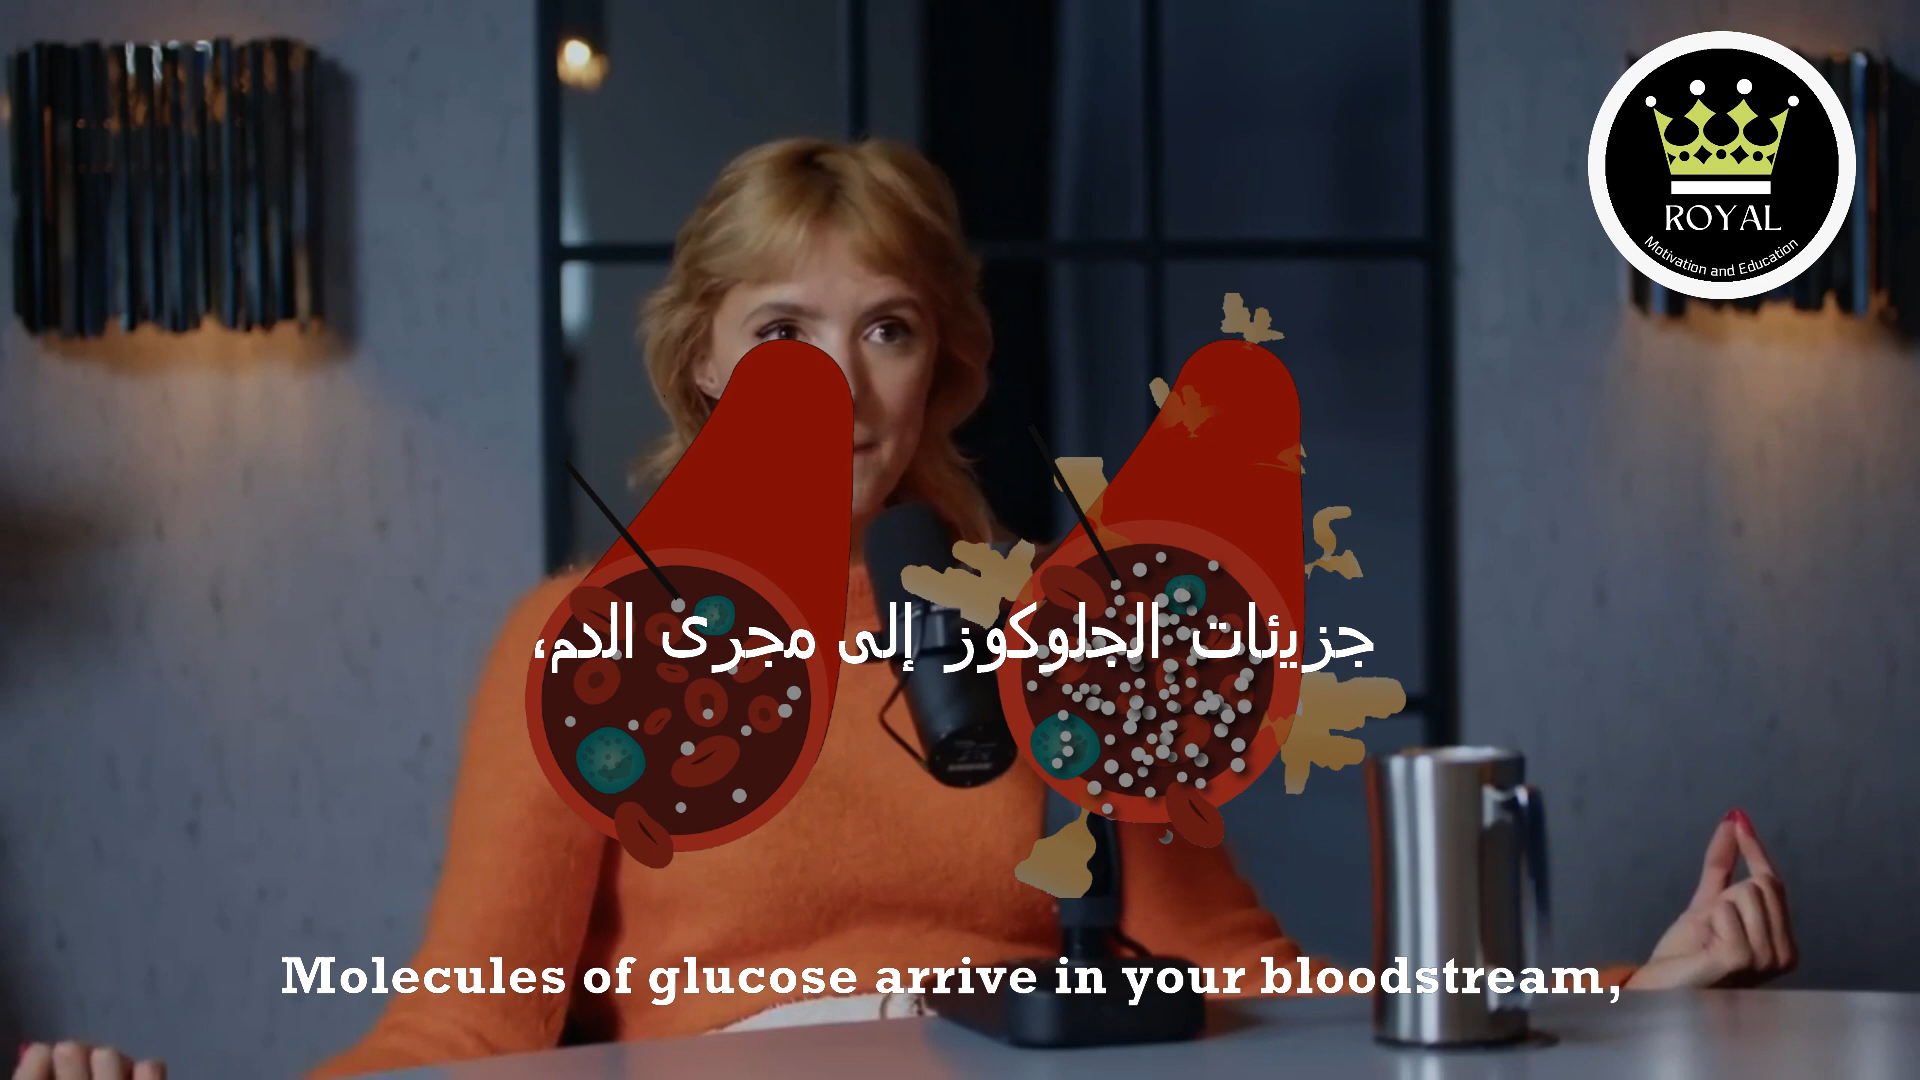 ROYAL
Motivation and Education
جزيئات الجلوكوز إلى مجرى الدم،
Molecules of glucose arrive in your bloodstream,